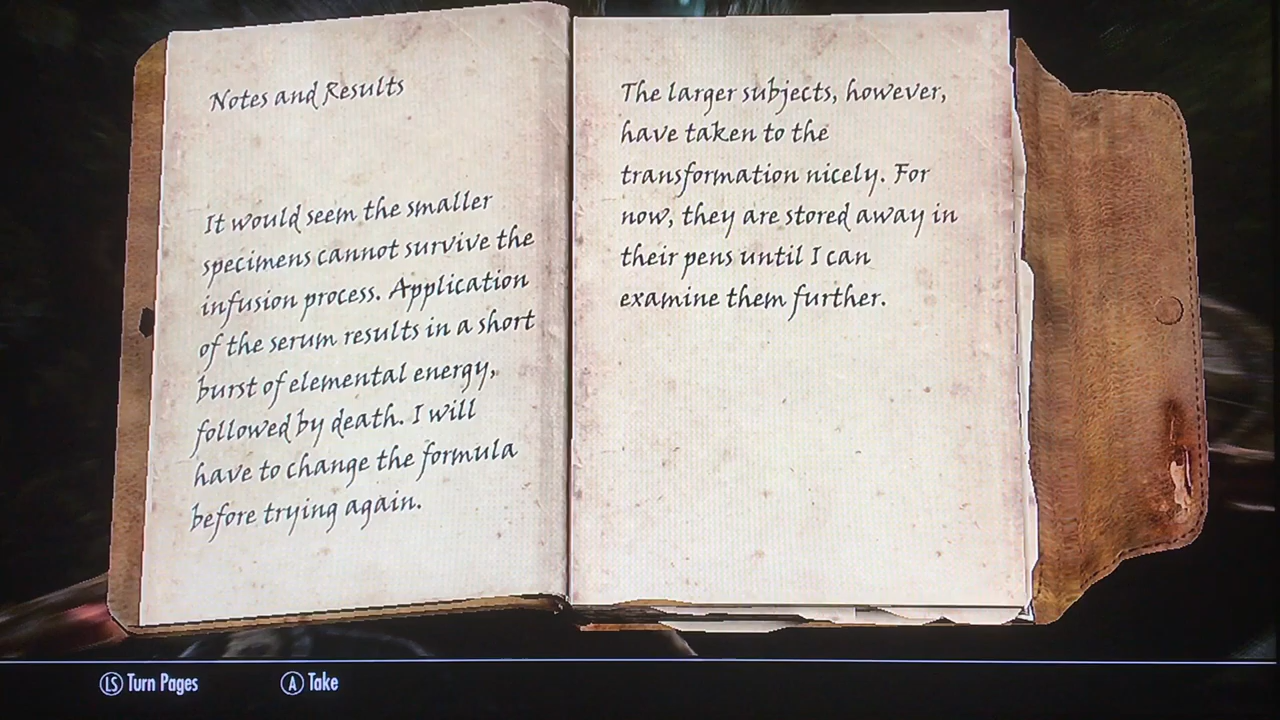 Notes and Results
It would seem the smaller
specimens cannot survive the
infusion process. Application
of the serum results in a short
burst of elemental energy,
followed by death. I will
have to change the formula
before trying again.
The larger subjects, however,
have taken to the
transformation nicely. For
now, they are stored away in
their pens until I can
examine them further.
LS Turn Pages
A Take